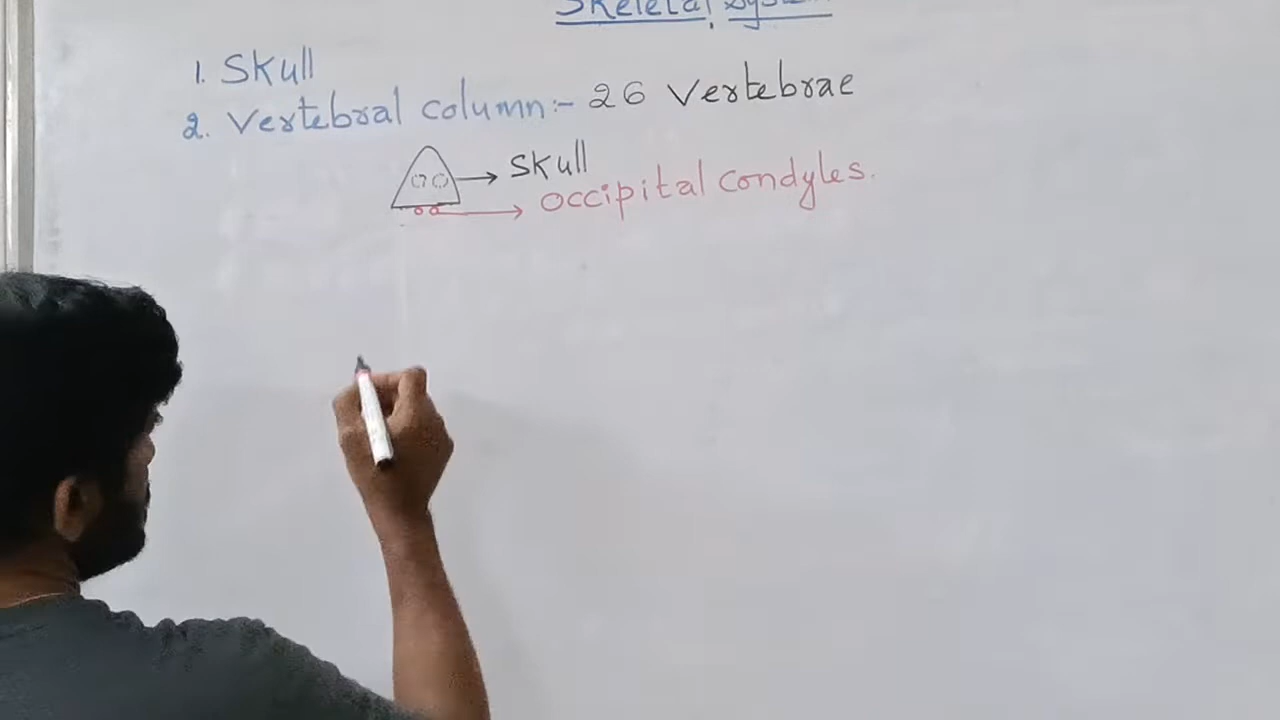 Skeletal System
1. Skull
2. Vertebral column:- 26 Vertebrae
Skull
Occipital condyles.